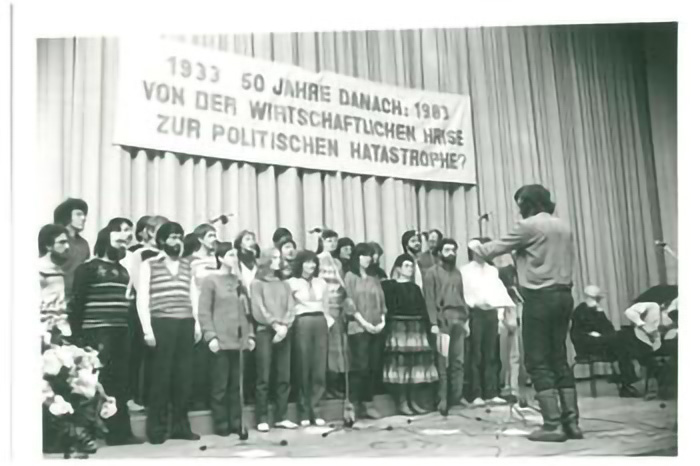 1933 50 JAHRE DANACH: 1983
VON DER WIRTSCHAFTLICHEN KRISE
ZUR POLITISCHEN KATASTROPHE?